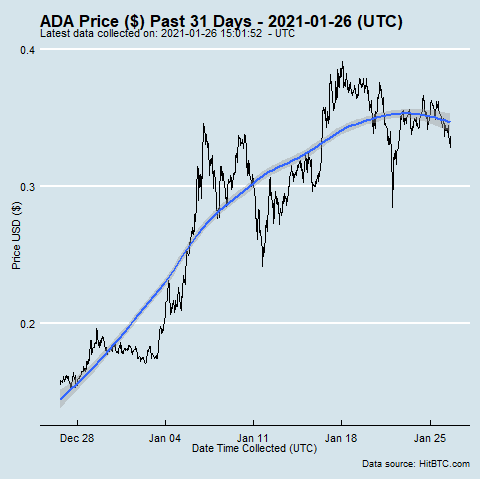 ADA Price ($) Past 31 Days - 2021-01-26 (UTC)
Latest data collected on: 2021-01-26 15:01:52 - UTC
0.4
0.3
0.2
Price USD ($)
Dec 28 Jan 04 Jan 11 Jan 18 Jan 25
Date Time Collected (UTC)
Data source: HitBTC.com